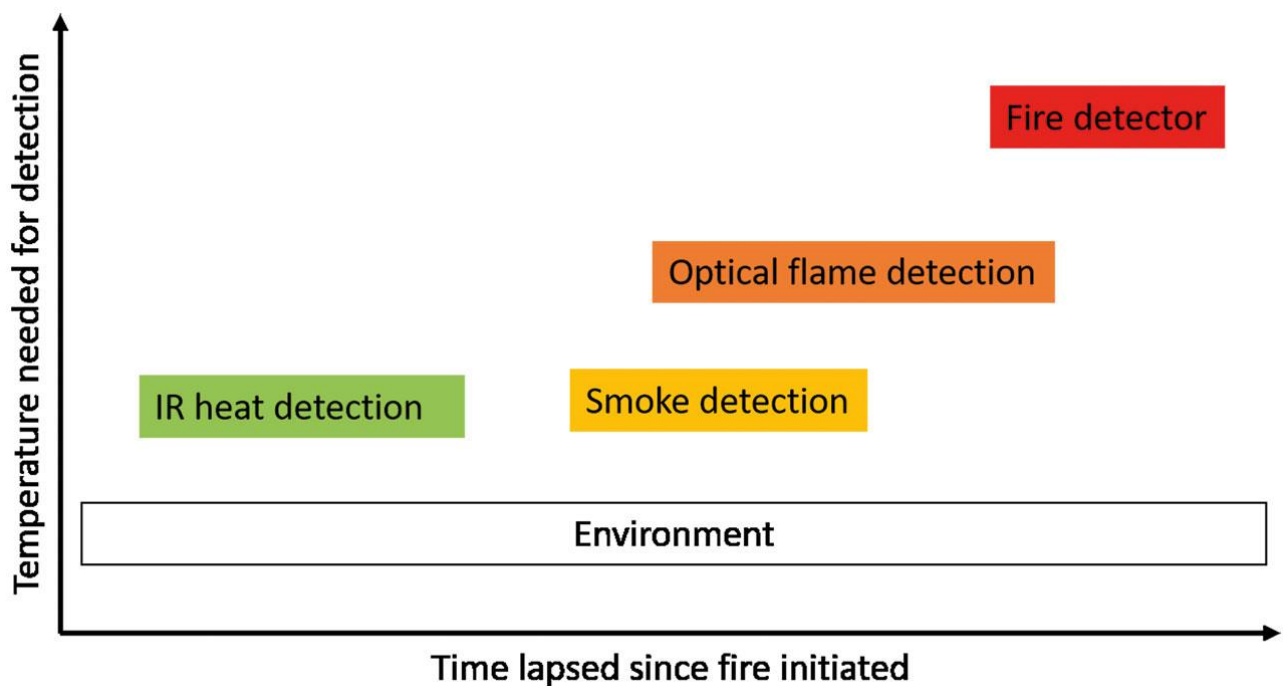 Temperature needed for detection
Fire detector
Optical flame detection
IR heat detection
Smoke detection
Environment
Time lapsed since fire initiated